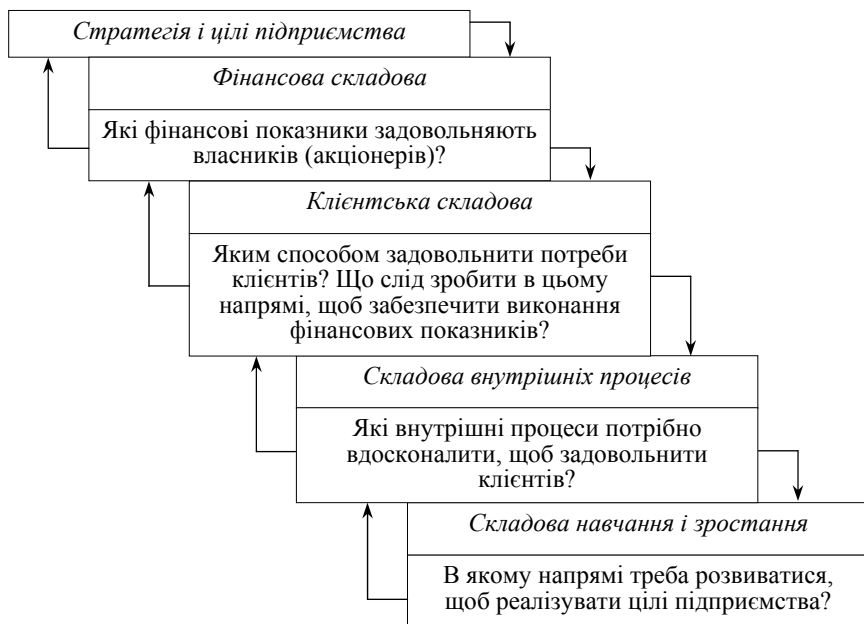 Стратегія і цілі підприємства
Фінансова складова
Які фінансові показники задовольняють
власників (акціонерів)?
Клієнтська складова
Яким способом задовольнити потреби
клієнтів? Що слід зробити в цьому
напрямі, щоб забезпечити виконання
фінансових показників?
Складова внутрішніх процесів
Які внутрішні процеси потрібно
вдосконалити, щоб задовольнити
клієнтів?
Складова навчання і зростання
В якому напрямі треба розвиватися,
щоб реалізувати цілі підприємства?